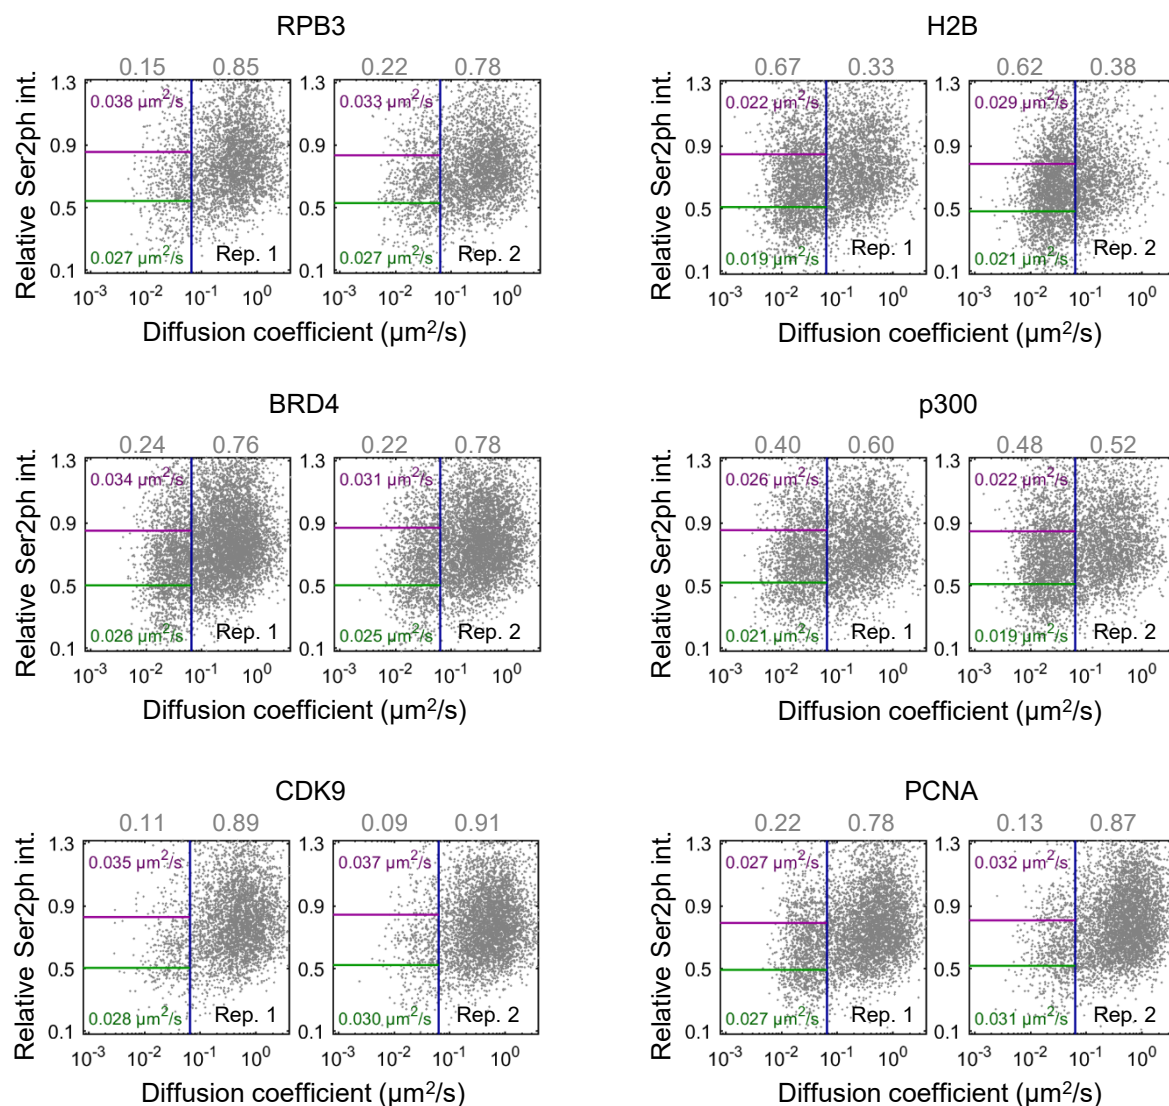 RPB3
0.15 0.85 0.22 0.78
Relative Ser2ph int.
1.3 0.9 0.5 0.1
0.038 µm²/s
0.027 µm²/s
Rep. 1
1.3 0.9 0.5 0.1
0.033 µm²/s
0.027 µm²/s
Rep. 2
10⁻³ 10⁻² 10⁻¹ 10⁰ 10⁻³ 10⁻² 10⁻¹ 10⁰
Diffusion coefficient (µm²/s)
H2B
0.67 0.33 0.62 0.38
Relative Ser2ph int.
1.3 0.9 0.5 0.1
0.022 µm²/s
0.019 µm²/s
Rep. 1
1.3 0.9 0.5 0.1
0.029 µm²/s
0.021 µm²/s
Rep. 2
10⁻³ 10⁻² 10⁻¹ 10⁰ 10⁻³ 10⁻² 10⁻¹ 10⁰
Diffusion coefficient (µm²/s)
BRD4
0.24 0.76 0.22 0.78
Relative Ser2ph int.
1.3 0.9 0.5 0.1
0.034 µm²/s
0.026 µm²/s
Rep. 1
1.3 0.9 0.5 0.1
0.031 µm²/s
0.025 µm²/s
Rep. 2
10⁻³ 10⁻² 10⁻¹ 10⁰ 10⁻³ 10⁻² 10⁻¹ 10⁰
Diffusion coefficient (µm²/s)
p300
0.40 0.60 0.48 0.52
Relative Ser2ph int.
1.3 0.9 0.5 0.1
0.026 µm²/s
0.021 µm²/s
Rep. 1
1.3 0.9 0.5 0.1
0.022 µm²/s
0.019 µm²/s
Rep. 2
10⁻³ 10⁻² 10⁻¹ 10⁰ 10⁻³ 10⁻² 10⁻¹ 10⁰
Diffusion coefficient (µm²/s)
CDK9
0.11 0.89 0.09 0.91
Relative Ser2ph int.
1.3 0.9 0.5 0.1
0.035 µm²/s
0.028 µm²/s
Rep. 1
1.3 0.9 0.5 0.1
0.037 µm²/s
0.030 µm²/s
Rep. 2
10⁻³ 10⁻² 10⁻¹ 10⁰ 10⁻³ 10⁻² 10⁻¹ 10⁰
Diffusion coefficient (µm²/s)
PCNA
0.22 0.78 0.13 0.87
Relative Ser2ph int.
1.3 0.9 0.5 0.1
0.027 µm²/s
0.027 µm²/s
Rep. 1
1.3 0.9 0.5 0.1
0.032 µm²/s
0.031 µm²/s
Rep. 2
10⁻³ 10⁻² 10⁻¹ 10⁰ 10⁻³ 10⁻² 10⁻¹ 10⁰
Diffusion coefficient (µm²/s)